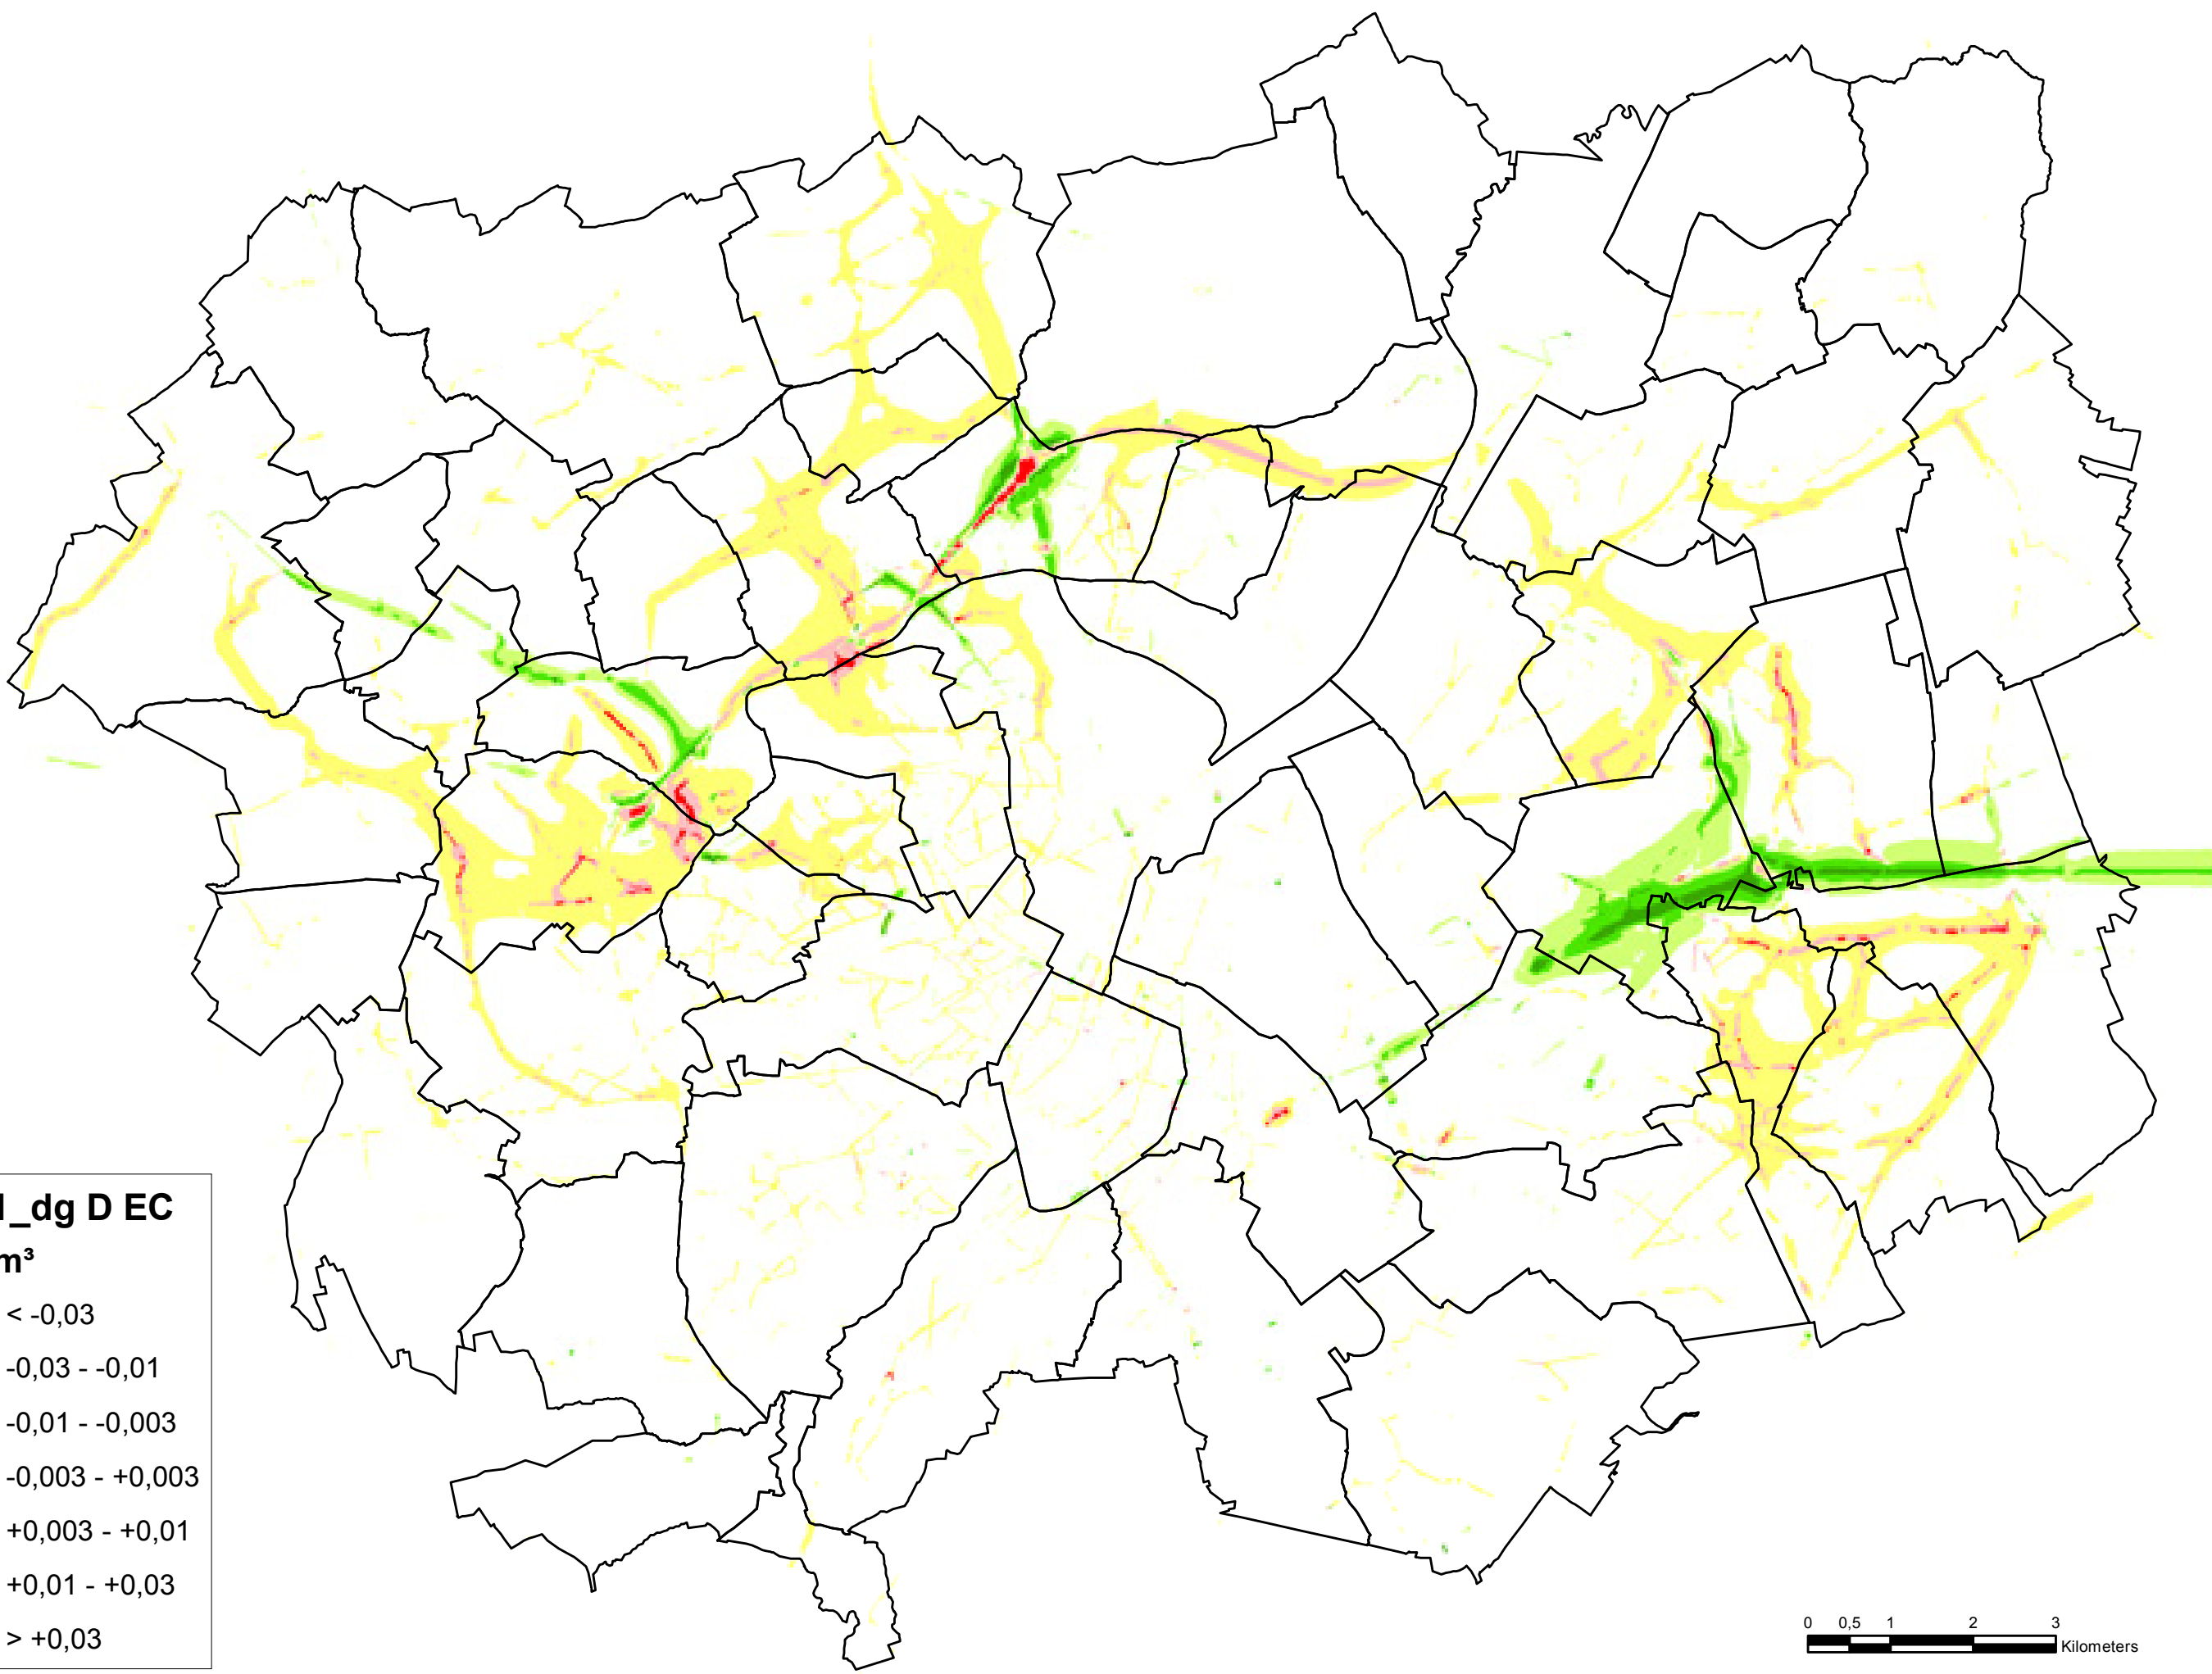 _dg D EC
m³
< -0,03
-0,03 - -0,01
-0,01 - -0,003
-0,003 - +0,003
+0,003 - +0,01
+0,01 - +0,03
> +0,03
0 0,5 1 2 3
Kilometers